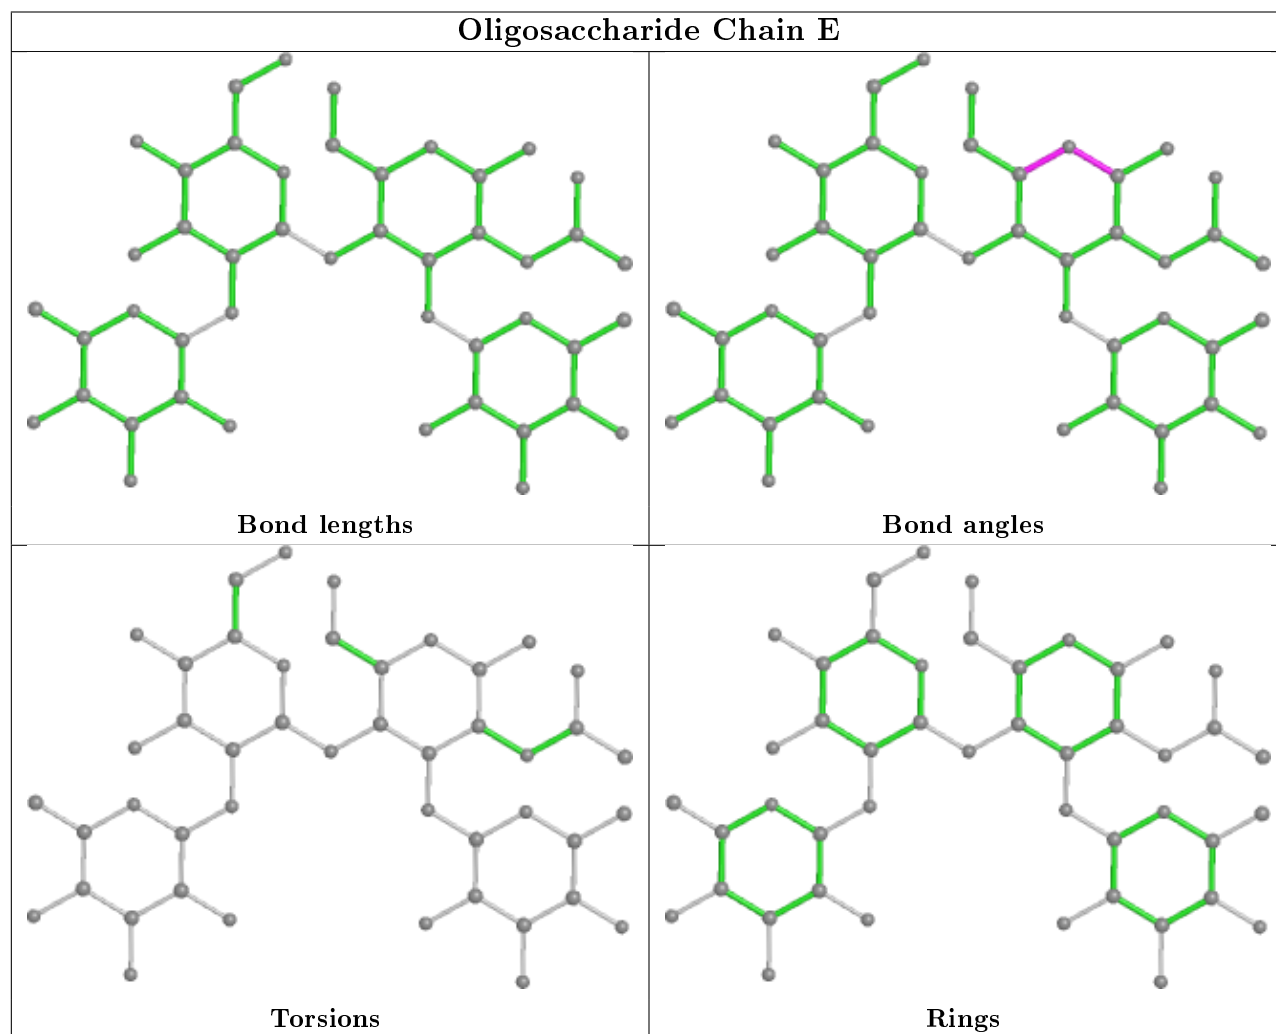 Oligosaccharide Chain E
Bond lengths
Bond angles
Torsions
Rings